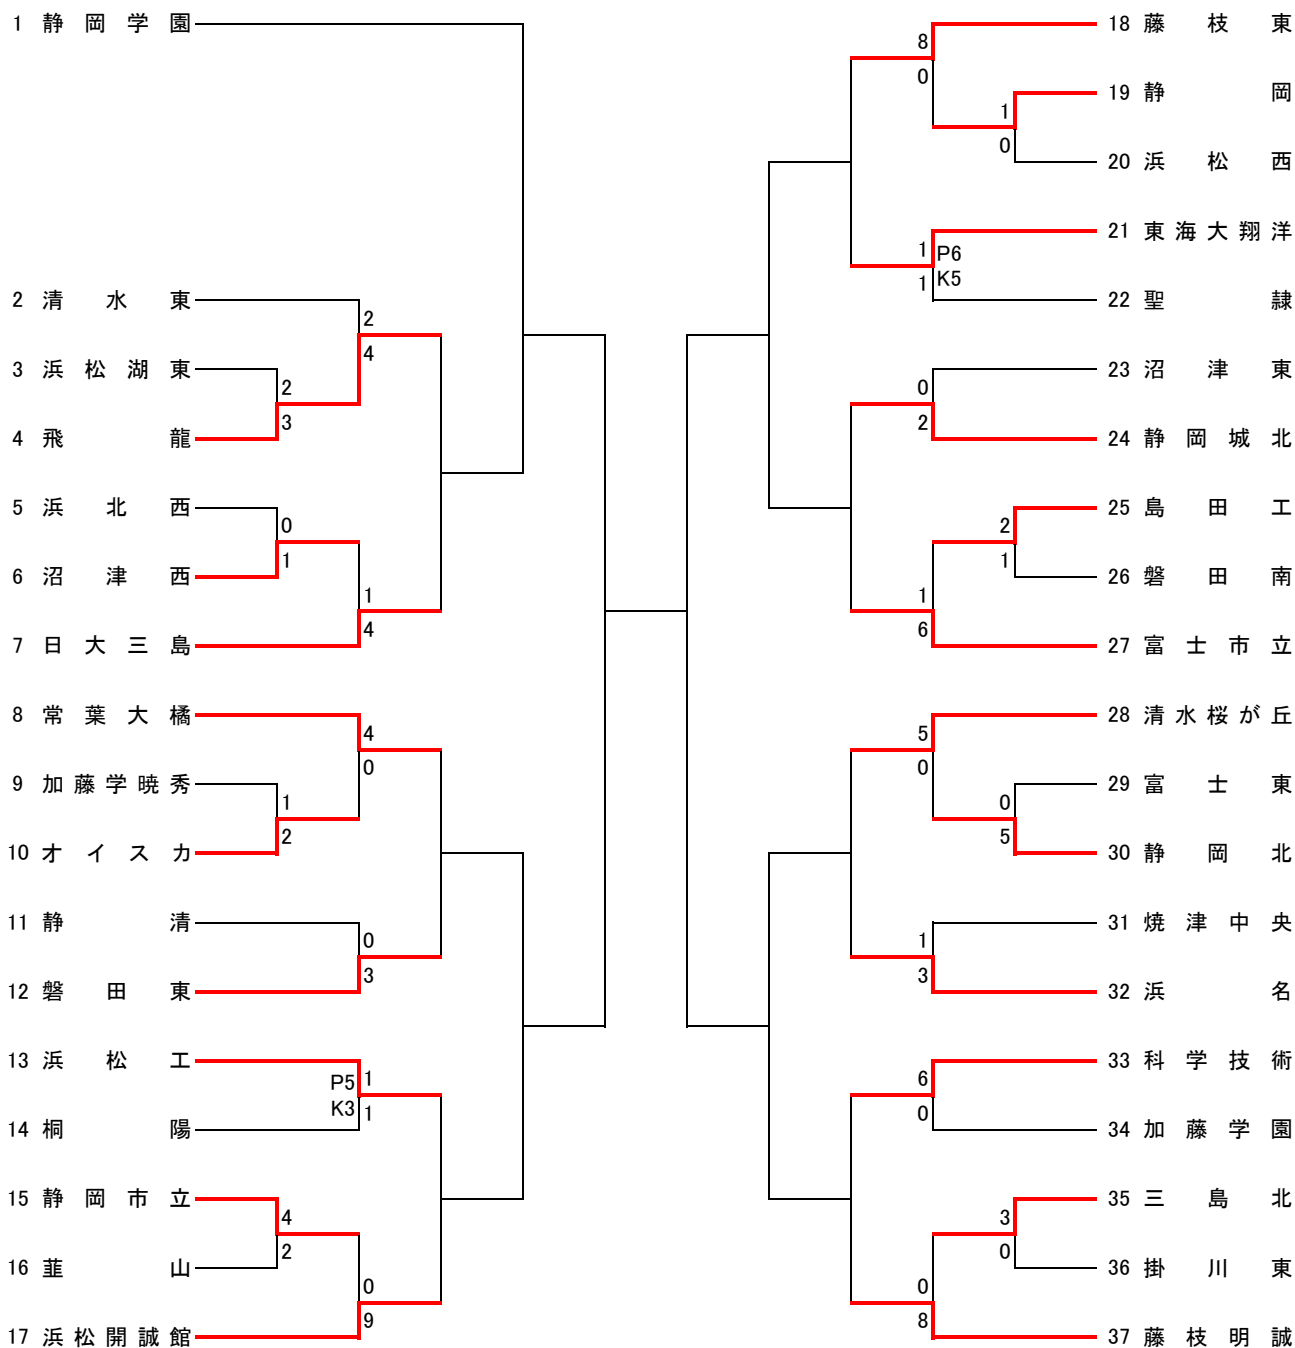 1 静岡学園
2 清水東
2
4
3 浜松湖東
2
3
4 飛龍
5 浜北西
0
1
6 沼津西
1
4
7 日大三島
8 常葉大橘
4
0
9 加藤学暁秀
1
2
10 オイスカ
11 静清
0
3
12 磐田東
13 浜松工
P5 1
K3 1
14 桐陽
15 静岡市立
4
2
16 韮山
0
9
17 浜松開誠館
18 藤枝東
8
0
19 静岡
1
0
20 浜松西
21 東海大翔洋
1 P6
1 K5
22 聖隷
23 沼津東
0
2
24 静岡城北
25 島田工
2
1
26 磐田南
1
6
27 富士市立
28 清水桜が丘
5
0
29 富士東
0
5
30 静岡北
31 焼津中央
1
3
32 浜名
33 科学技術
6
0
34 加藤学園
35 三島北
3
0
36 掛川東
0
8
37 藤枝明誠